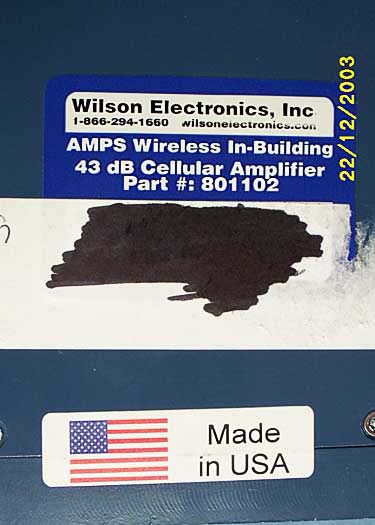 Wilson Electronics, Inc
1-866-294-1660 wilsonelectronics.com
AMPS Wireless In-Building
43 dB Cellular Amplifier
Part #: 801102
22/12/2003
Made
in USA